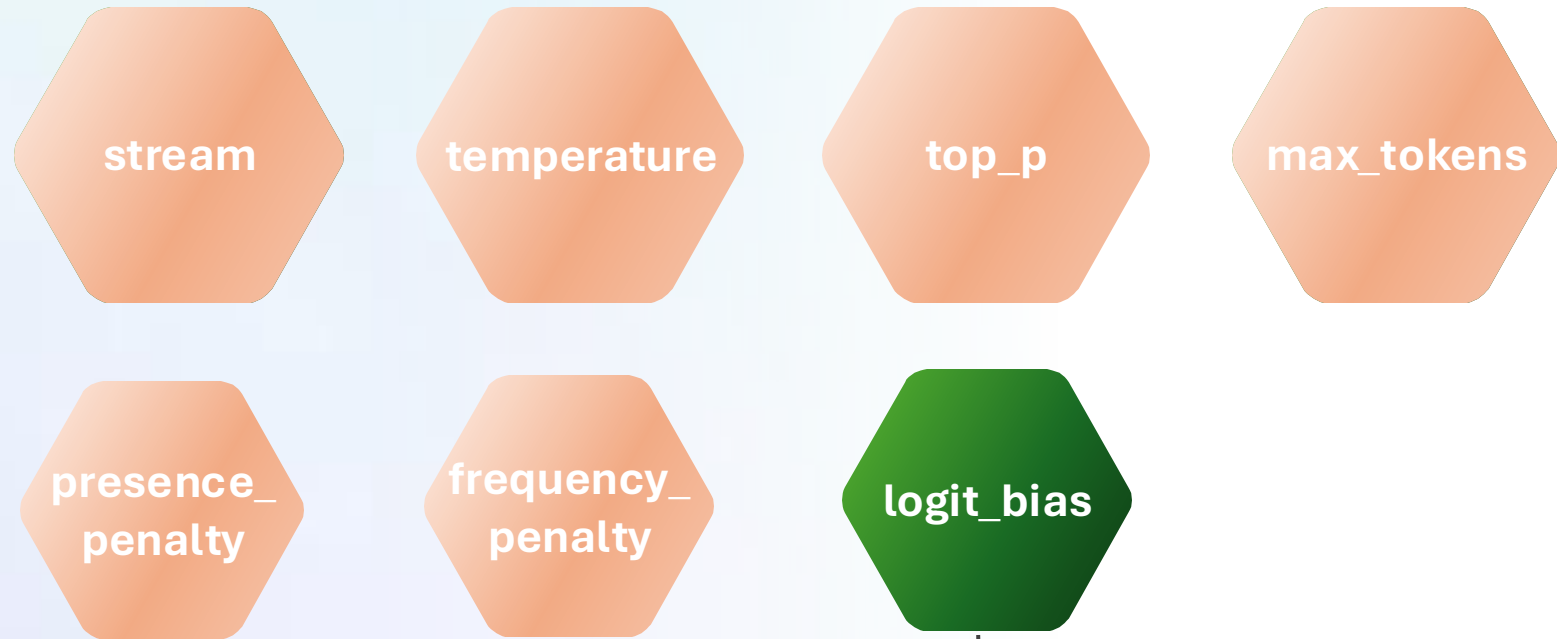 stream
temperature
top_p
max_tokens
presence_
penalty
frequency_
penalty
logit_bias